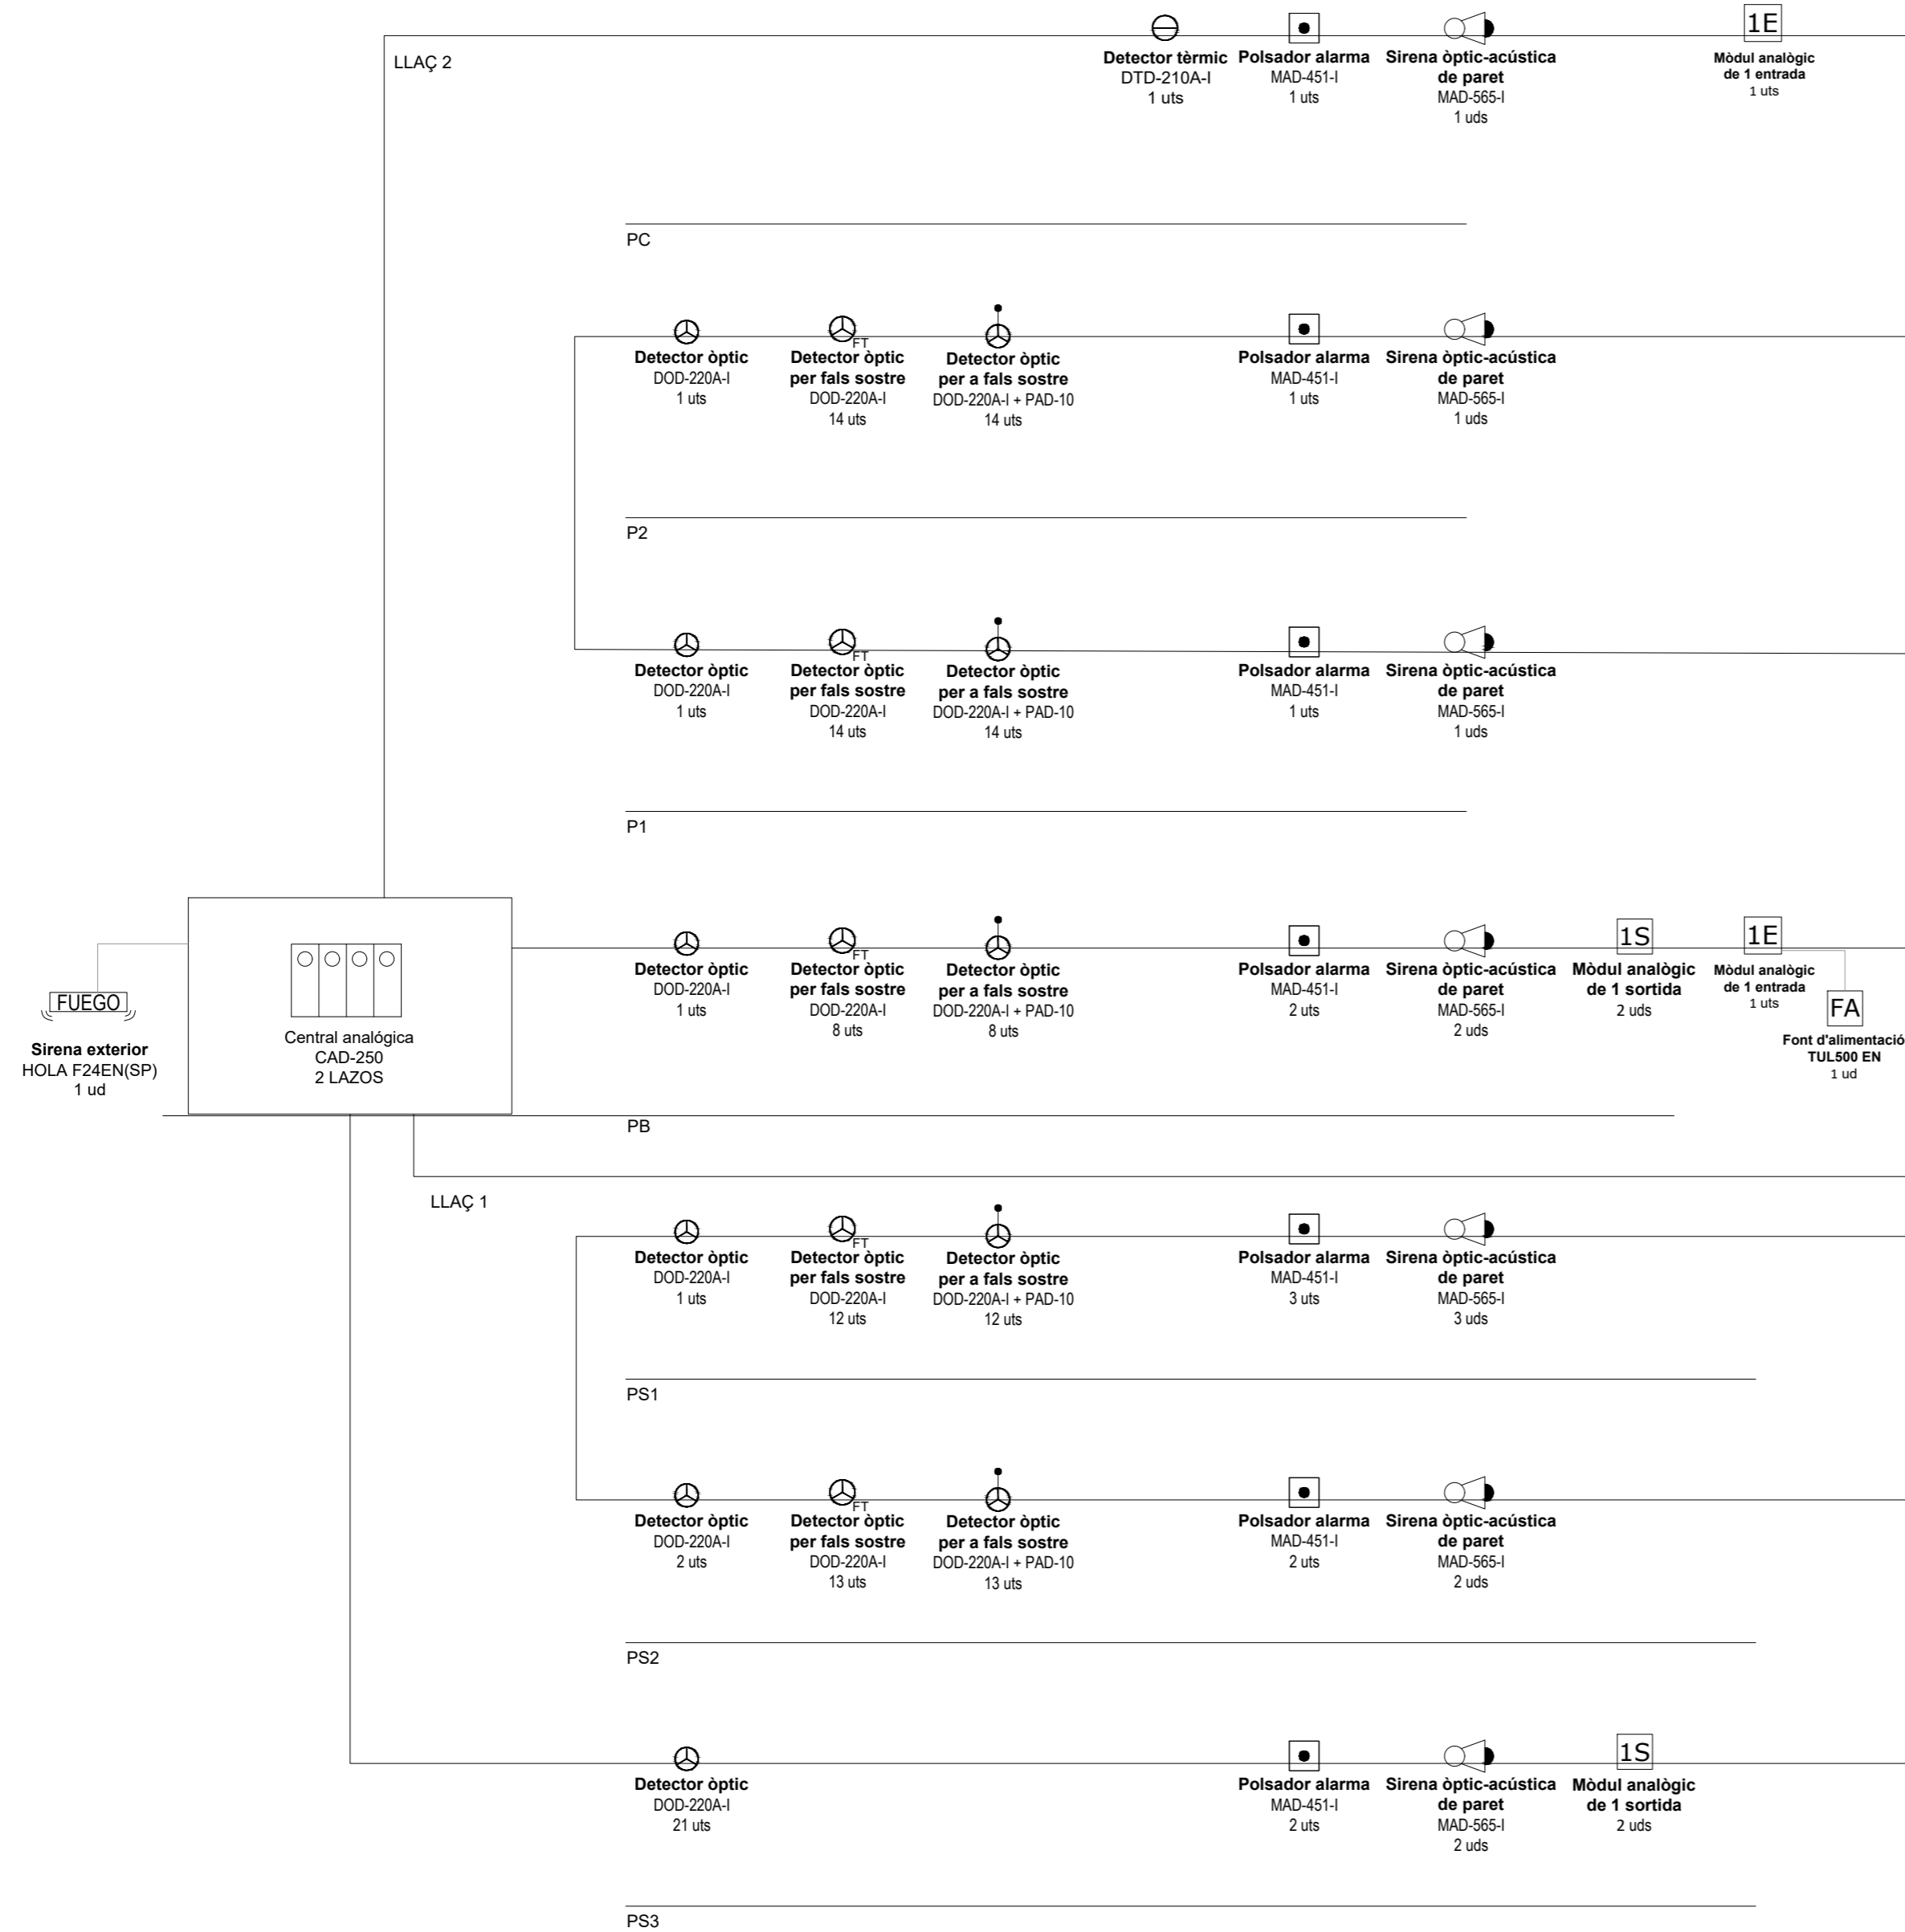 LLAÇ 2
Detector tèrmic
DTD-210A-I
1 uts
Polsador alarma
MAD-451-I
1 uts
Sirena òptic-acústica
de paret
MAD-565-I
1 uds
1E
Mòdul analògic
de 1 entrada
1 uts
PC
Detector òptic
DOD-220A-I
1 uts
FT
Detector òptic
per fals sostre
DOD-220A-I
14 uts
Detector òptic
per a fals sostre
DOD-220A-I + PAD-10
14 uts
Polsador alarma
MAD-451-I
1 uts
Sirena òptic-acústica
de paret
MAD-565-I
1 uds
P2
Detector òptic
DOD-220A-I
1 uts
FT
Detector òptic
per fals sostre
DOD-220A-I
14 uts
Detector òptic
per a fals sostre
DOD-220A-I + PAD-10
14 uts
Polsador alarma
MAD-451-I
1 uts
Sirena òptic-acústica
de paret
MAD-565-I
1 uds
P1
FUEGO
Sirena exterior
HOLA F24EN(SP)
1 ud
Central analógica
CAD-250
2 LAZOS
Detector òptic
DOD-220A-I
1 uts
FT
Detector òptic
per fals sostre
DOD-220A-I
8 uts
Detector òptic
per a fals sostre
DOD-220A-I + PAD-10
8 uts
Polsador alarma
MAD-451-I
2 uts
Sirena òptic-acústica
de paret
MAD-565-I
2 uds
1S
Mòdul analògic
de 1 sortida
2 uds
1E
Mòdul analògic
de 1 entrada
1 uts
FA
Font d'alimentació
TUL500 EN
1 ud
PB
LLAÇ 1
Detector òptic
DOD-220A-I
1 uts
FT
Detector òptic
per fals sostre
DOD-220A-I
12 uts
Detector òptic
per a fals sostre
DOD-220A-I + PAD-10
12 uts
Polsador alarma
MAD-451-I
3 uts
Sirena òptic-acústica
de paret
MAD-565-I
3 uds
PS1
Detector òptic
DOD-220A-I
2 uts
FT
Detector òptic
per fals sostre
DOD-220A-I
13 uts
Detector òptic
per a fals sostre
DOD-220A-I + PAD-10
13 uts
Polsador alarma
MAD-451-I
2 uts
Sirena òptic-acústica
de paret
MAD-565-I
2 uds
PS2
Detector òptic
DOD-220A-I
21 uts
Polsador alarma
MAD-451-I
2 uts
Sirena òptic-acústica
de paret
MAD-565-I
2 uds
1S
Mòdul analògic
de 1 sortida
2 uds
PS3